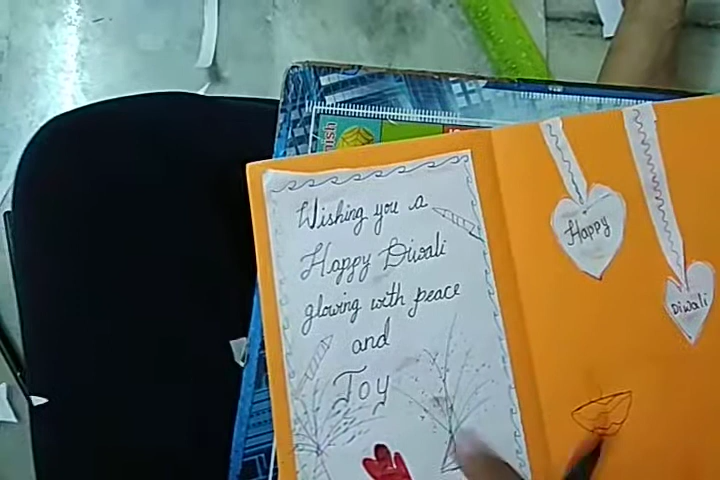 Wishing you a
Happy Diwali
glowing with peace
and
Joy
Happy
Diwali